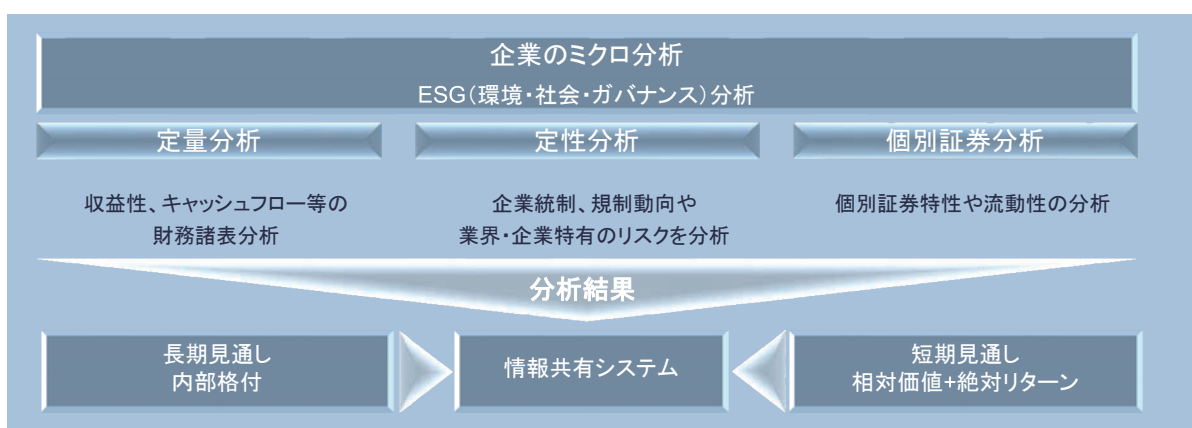 企業のミクロ分析
ESG(環境・社会・ガバナンス)分析
定量分析
定性分析
個別証券分析
収益性、キャッシュフロー等の
財務諸表分析
企業統制、規制動向や
業界・企業特有のリスクを分析
個別証券特性や流動性の分析
分析結果
長期見通し
内部格付
情報共有システム
短期見通し
相対価値+絶対リターン